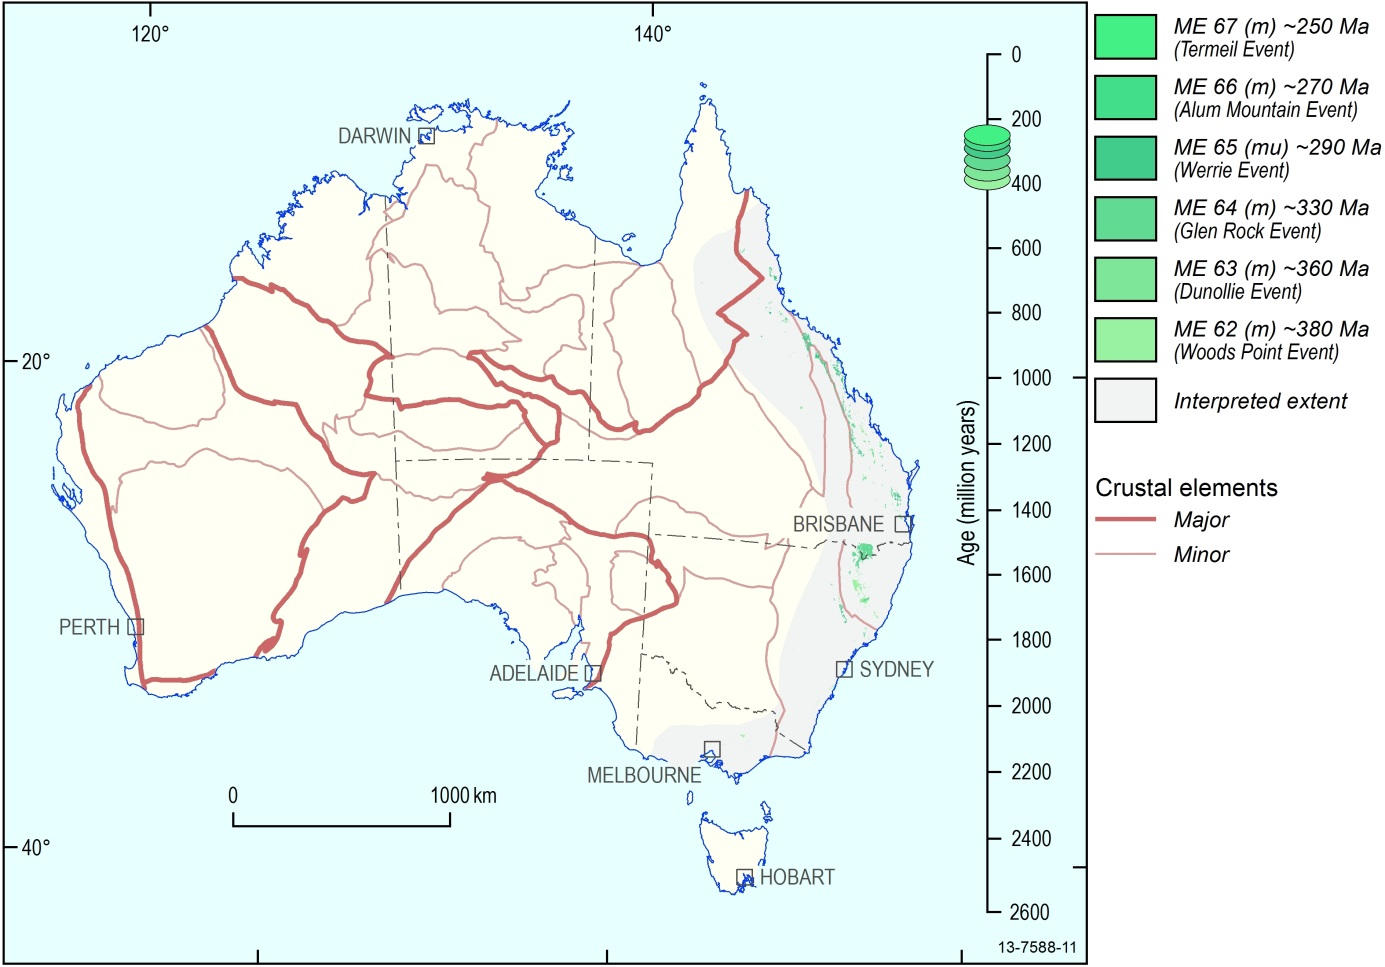 120°
140°
ME 67 (m) ~250 Ma
(Termeil Event)
ME 66 (m) ~270 Ma
(Alum Mountain Event)
ME 65 (mu) ~290 Ma
(Werrie Event)
ME 64 (m) ~330 Ma
(Glen Rock Event)
ME 63 (m) ~360 Ma
(Dunollie Event)
ME 62 (m) ~380 Ma
(Woods Point Event)
Interpreted extent
Crustal elements
Major
Minor
0
200
400
600
800
1000
1200
1400
1600
1800
2000
2200
2400
2600
Age (million years)
DARWIN
20°
BRISBANE
PERTH
ADELAIDE
SYDNEY
MELBOURNE
0
1000 km
40°
HOBART
13-7588-11